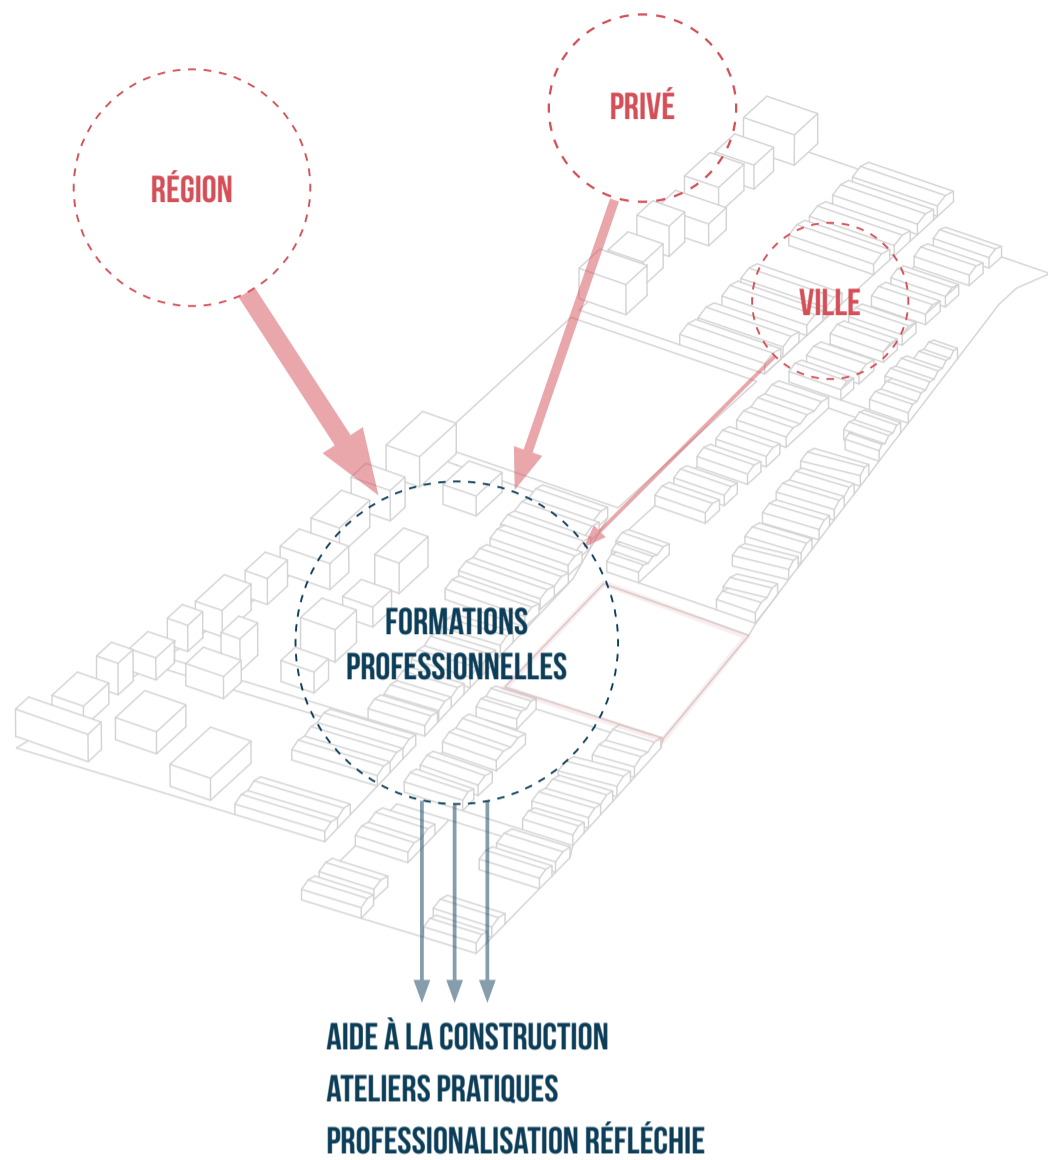 PRIVÉ
RÉGION
VILLE
FORMATIONS
PROFESSIONNELLES
AIDE À LA CONSTRUCTION
ATELIERS PRATIQUES
PROFESSIONALISATION RÉFLÉCHIE